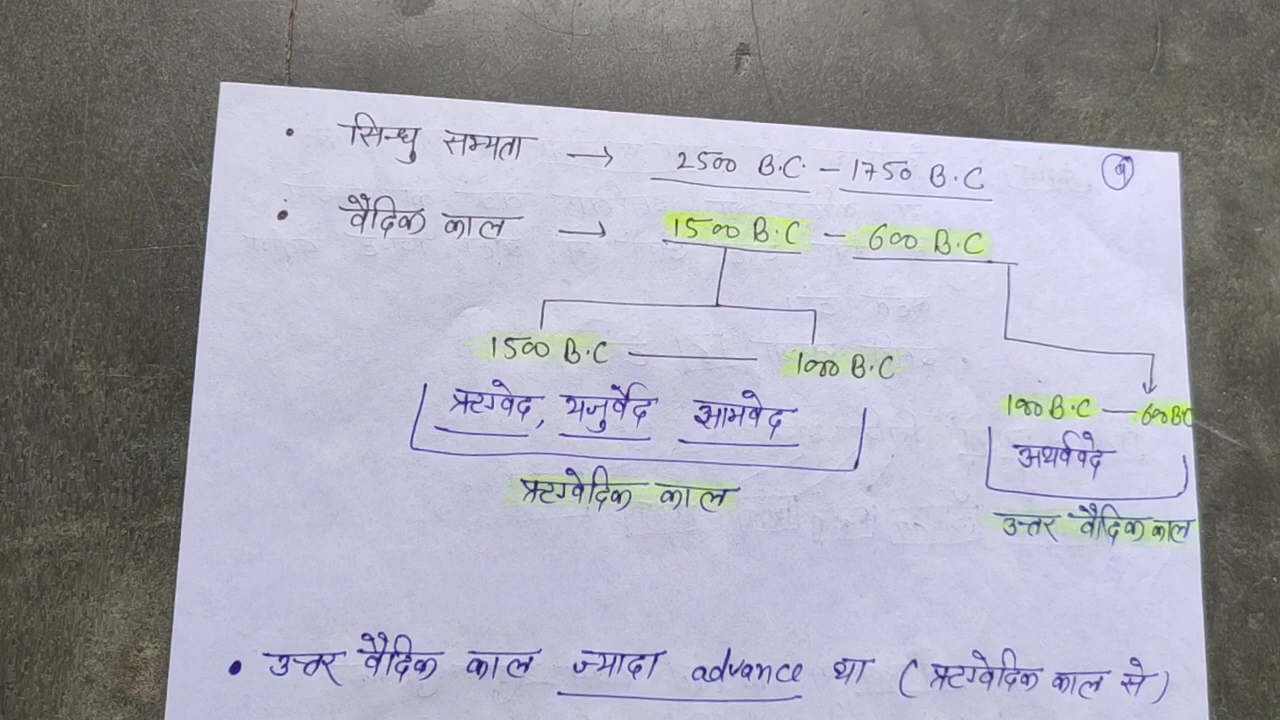 • सिन्धु सभ्यता → 2500 B.C. – 1750 B.C
• वैदिक काल → 1500 B.C – 600 B.C
1500 B.C — 1000 B.C
1000 B.C — 600 BC
ऋग्वेद, यजुर्वेद सामवेद
अथर्ववेद
ऋग्वेदिक काल
उत्तर वैदिक काल
• उत्तर वैदिक काल ज्यादा advance था (ऋग्वेदिक काल से)